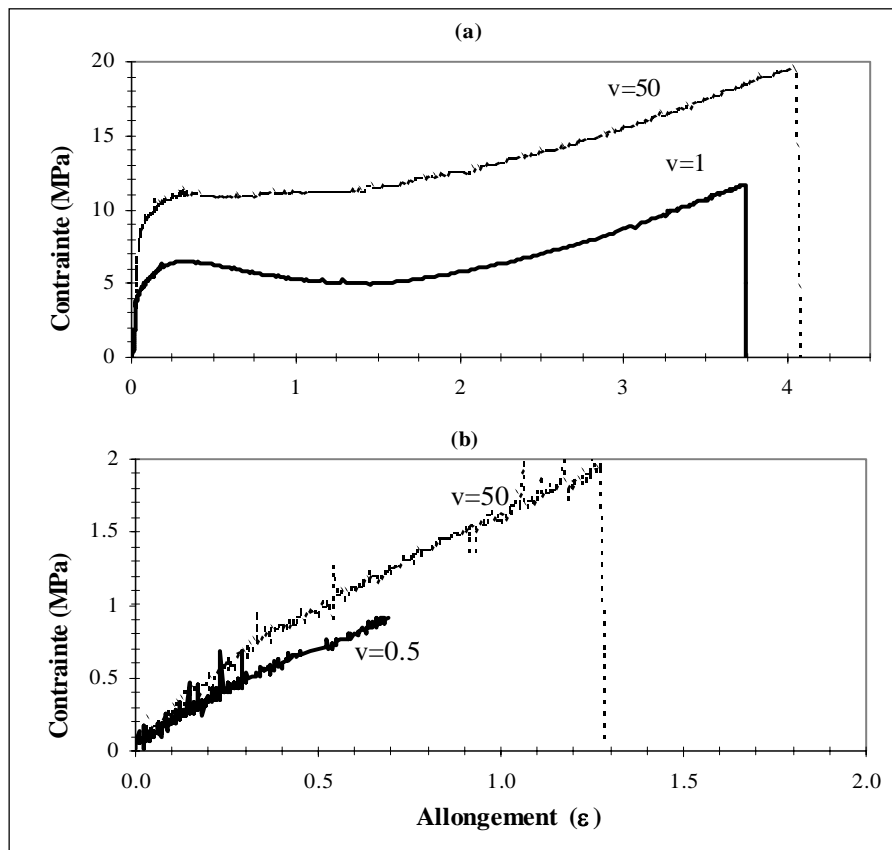 (a)
20
15
10
5
0
Contrainte (MPa)
v=50
v=1
0 1 2 3 4
(b)
2
1.5
1
0.5
0
Contrainte (MPa)
v=50
v=0.5
0.0 0.5 1.0 1.5 2.0
Allongement (ε)